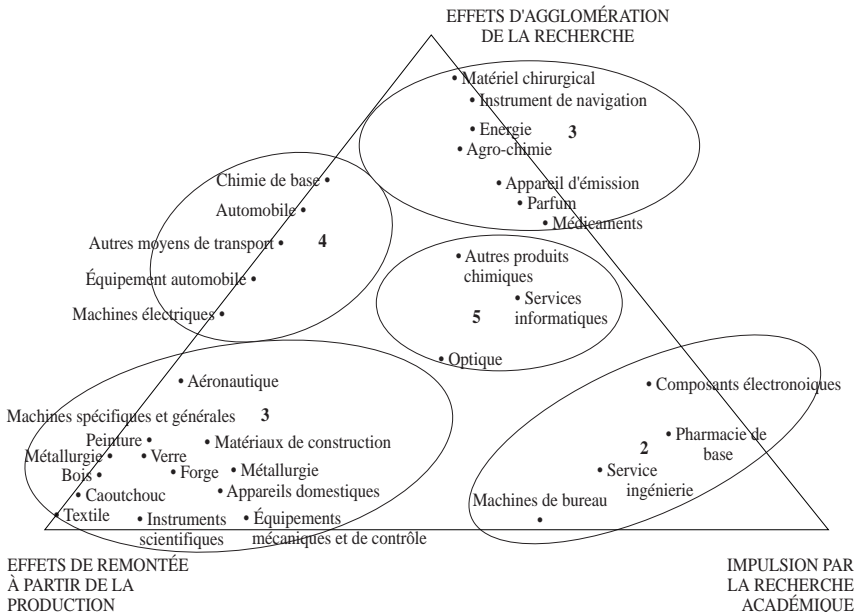 EFFETS D'AGGLOMÉRATION
DE LA RECHERCHE
• Matériel chirurgical
• Instrument de navigation
• Energie
3
• Agro-chimie
• Appareil d'émission
• Parfum
• Médicaments
Chimie de base •
Automobile •
Autres moyens de transport •
4
Équipement automobile •
Machines électriques •
• Autres produits
chimiques
• Services
informatiques
5
• Optique
• Aéronautique
Machines spécifiques et générales
3
Peinture •
• Matériaux de construction
Métallurgie •
• Verre
Bois •
• Forge
• Métallurgie
• Caoutchouc
• Appareils domestiques
• Textile
• Instruments
scientifiques
• Équipements
mécaniques et de contrôle
• Composants électronoiques
• Pharmacie de
base
2
• Service
ingénierie
Machines de bureau
•
EFFETS DE REMONTÉE
À PARTIR DE LA
PRODUCTION
IMPULSION PAR
LA RECHERCHE
ACADÉMIQUE